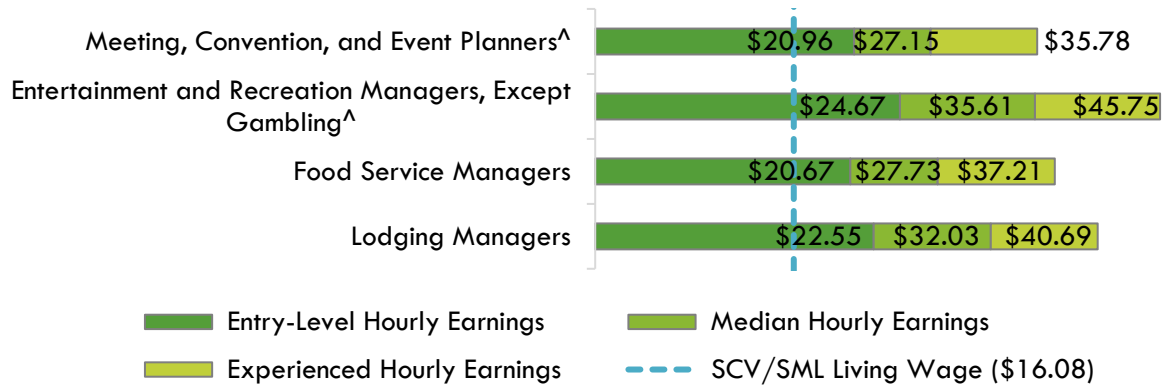 Meeting, Convention, and Event Planners^ $20.96 $27.15 $35.78
Entertainment and Recreation Managers, Except
Gambling^ $24.67 $35.61 $45.75
Food Service Managers $20.67 $27.73 $37.21
Lodging Managers $22.55 $32.03 $40.69
Entry-Level Hourly Earnings Median Hourly Earnings
Experienced Hourly Earnings SCV/SML Living Wage ($16.08)